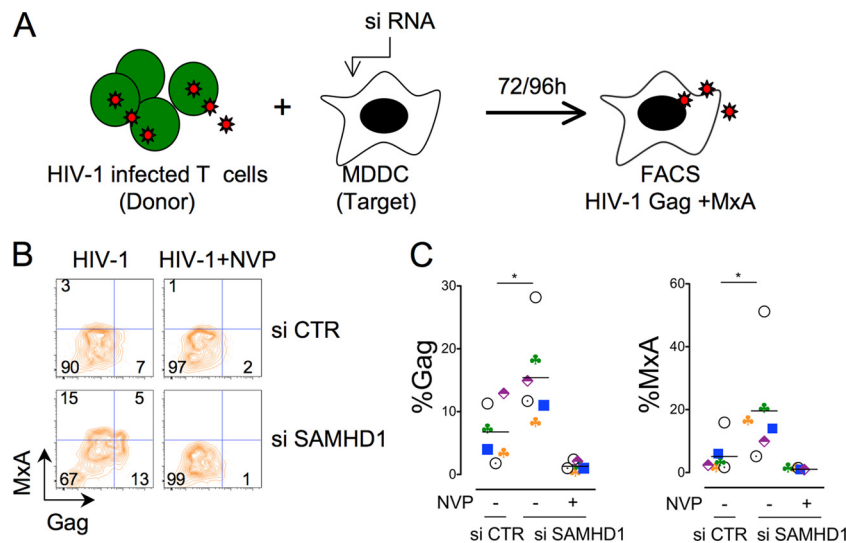 A
si RNA
72/96h
+
HIV-1 infected T cells
(Donor)
MDDC
(Target)
FACS
HIV-1 Gag +MxA
B
HIV-1 HIV-1+NVP
3 1
90 7 97 2
si CTR
15 5
67 13 99 1
si SAMHD1
MxA
Gag
C
*
30
20
10
0
%Gag
NVP - - +
si CTR si SAMHD1
*
60
40
20
0
%MxA
NVP - - +
si CTR si SAMHD1